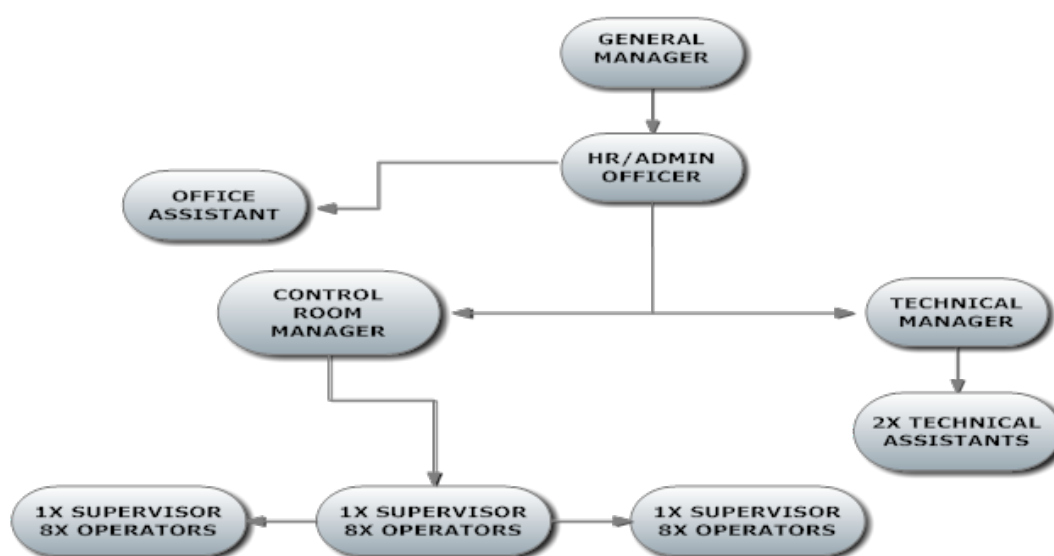 GENERAL
MANAGER
HR/ADMIN
OFFICER
OFFICE
ASSISTANT
CONTROL
ROOM
MANAGER
TECHNICAL
MANAGER
2X TECHNICAL
ASSISTANTS
1X SUPERVISOR
8X OPERATORS
1X SUPERVISOR
8X OPERATORS
1X SUPERVISOR
8X OPERATORS